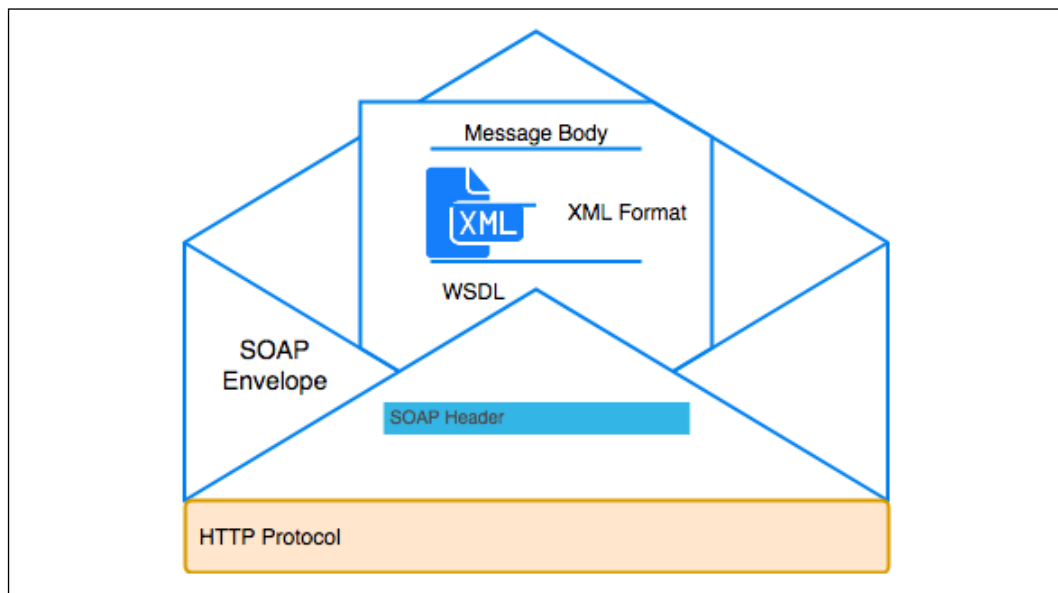 Message Body
XML
XML Format
WSDL
SOAP
Envelope
SOAP Header
HTTP Protocol